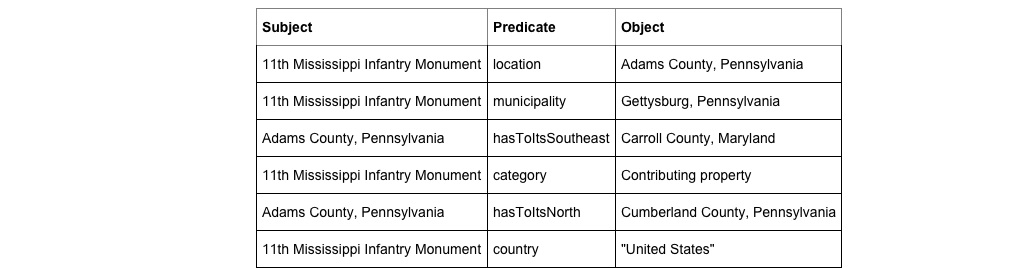 Subject Predicate Object
11th Mississippi Infantry Monument location Adams County, Pennsylvania
11th Mississippi Infantry Monument municipality Gettysburg, Pennsylvania
Adams County, Pennsylvania hasToItsSoutheast Carroll County, Maryland
11th Mississippi Infantry Monument category Contributing property
Adams County, Pennsylvania hasToItsNorth Cumberland County, Pennsylvania
11th Mississippi Infantry Monument country "United States"